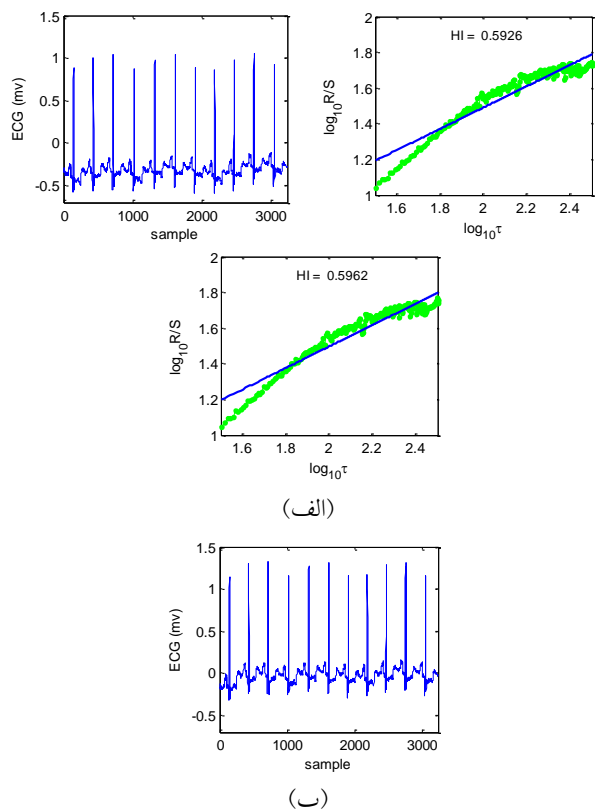 1.5
1
0.5
0
-0.5
ECG (mv)
0 1000 2000 3000
sample
2
1.8
1.6
1.4
1.2
1
log10R/S
HI = 0.5926
1.6 1.8 2 2.2 2.4
log10τ
2
1.8
1.6
1.4
1.2
1
log10R/S
HI = 0.5962
1.6 1.8 2 2.2 2.4
log10τ
(الف)
1.5
1
0.5
0
-0.5
ECG (mv)
0 1000 2000 3000
sample
(ب)